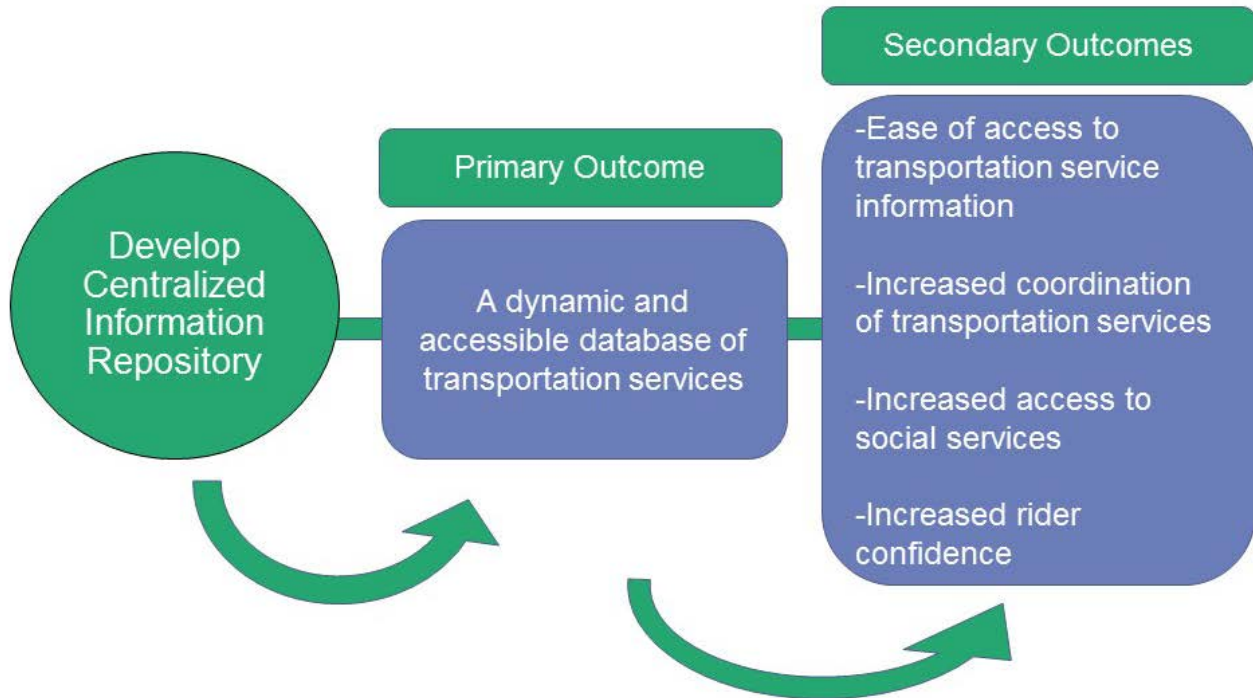 Develop
Centralized
Information
Repository
Primary Outcome
A dynamic and
accessible database of
transportation services
Secondary Outcomes
-Ease of access to
transportation service
information
-Increased coordination
of transportation services
-Increased access to
social services
-Increased rider
confidence